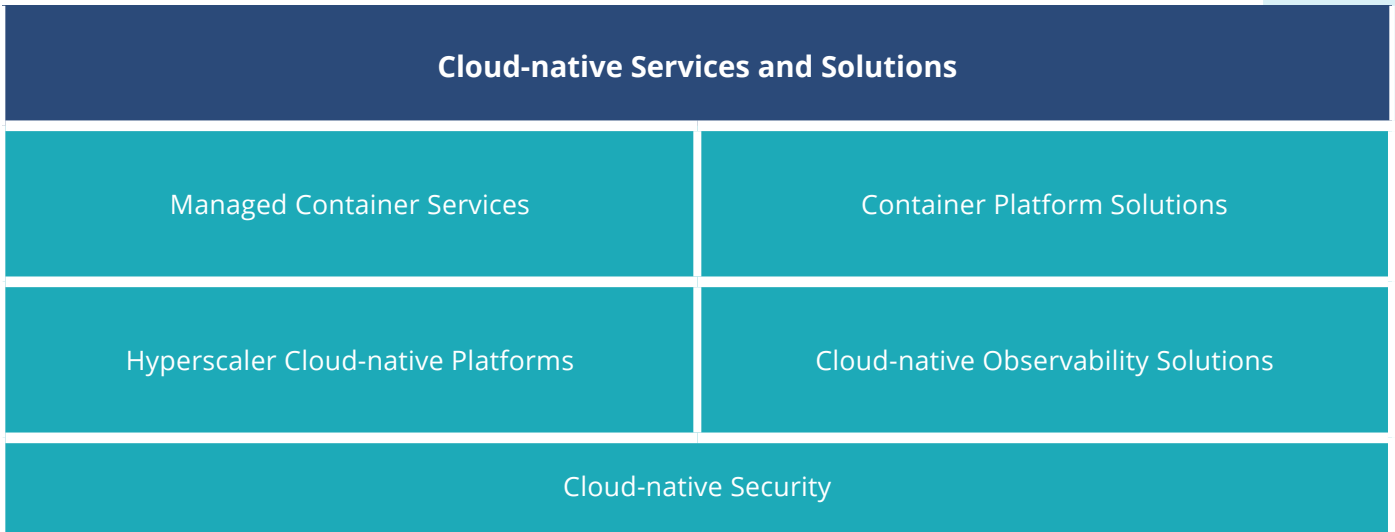 Cloud-native Services and Solutions
Managed Container Services
Container Platform Solutions
Hyperscaler Cloud-native Platforms
Cloud-native Observability Solutions
Cloud-native Security